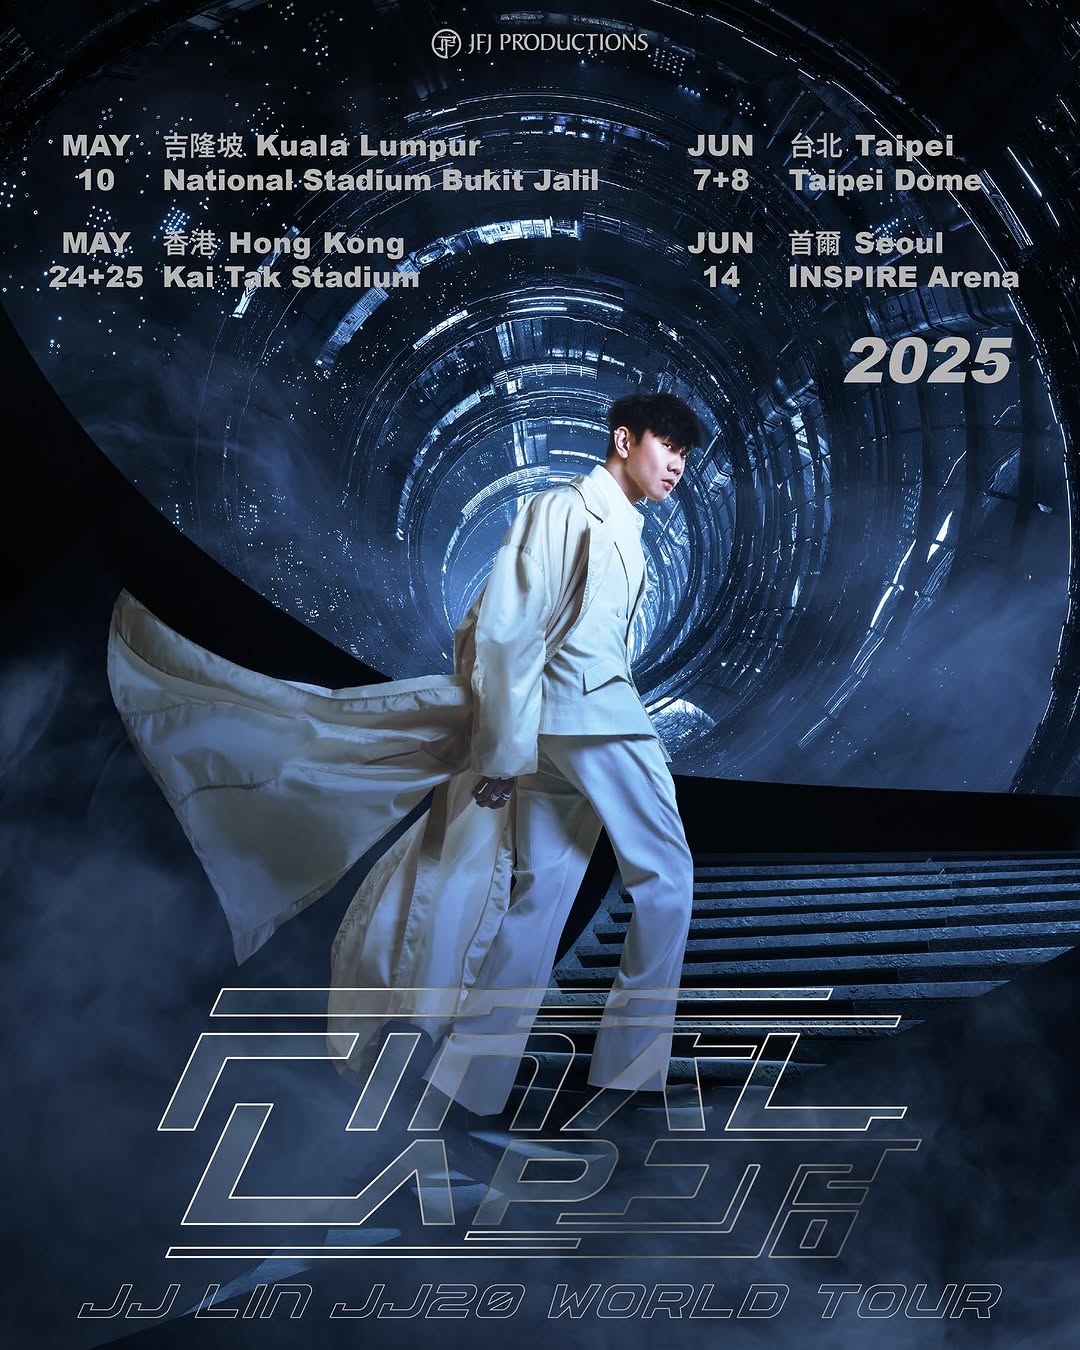 JFJ PRODUCTIONS
MAY 吉隆坡 Kuala Lumpur
10 National Stadium Bukit Jalil
MAY 香港 Hong Kong
24+25 Kai Tak Stadium
JUN 台北 Taipei
7+8 Taipei Dome
JUN 首爾 Seoul
14 INSPIRE Arena
2025
FINAL
LAP
JJ LIN JJ20 WORLD TOUR